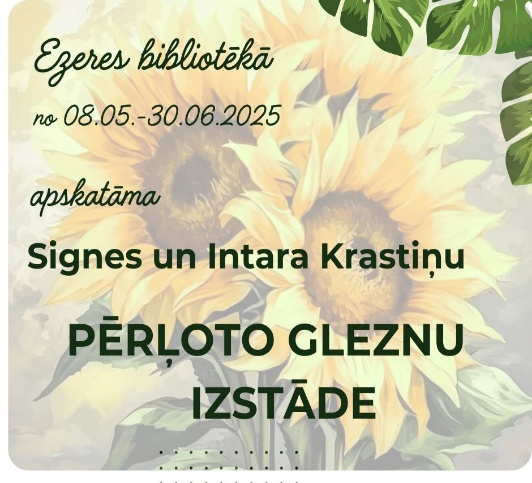 Ezeres bibliotēkā
no 08.05.-30.06.2025
apskatāma
Signes un Intara Krastiņu
PĒRĻOTO GLEZNU
IZSTĀDE